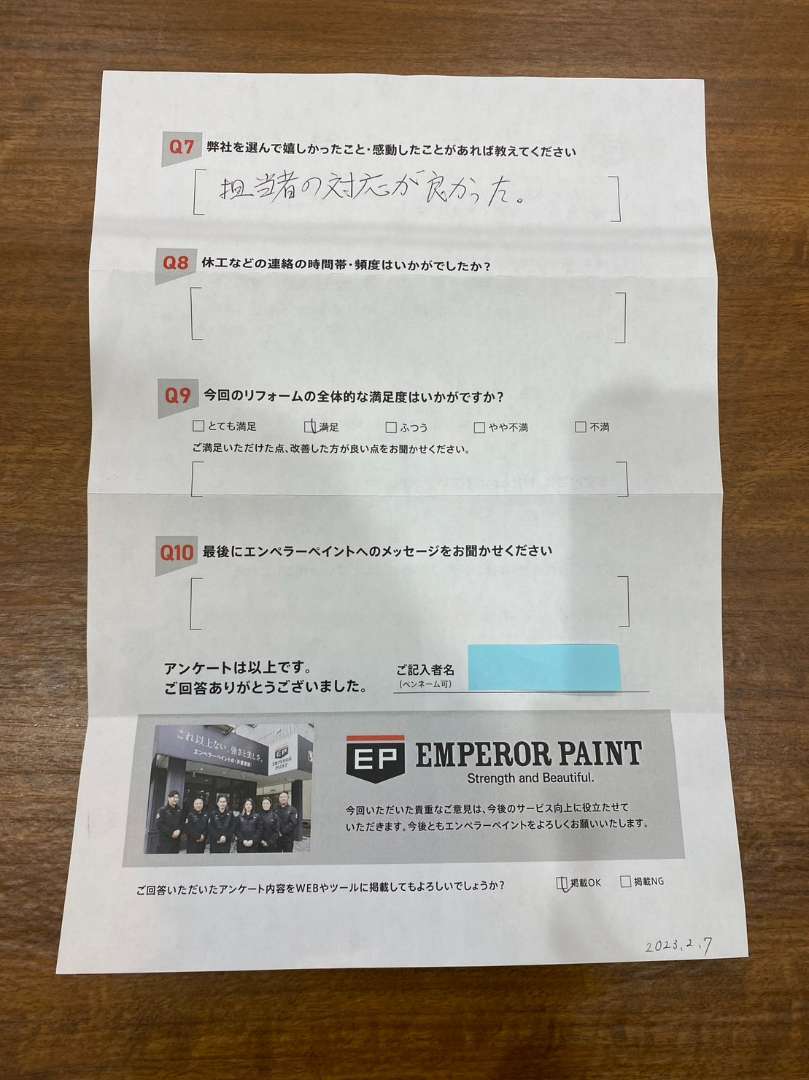 Q7 弊社を選んで嬉しかったこと・感動したことがあれば教えてください
担当者の対応が良かった。
Q8 休工などの連絡の時間帯・頻度はいかがでしたか?
Q9 今回のリフォームの全体的な満足度はいかがですか?
とても満足 満足 ふつう やや不満 不満
ご満足いただけた点、改善した方が良い点をお聞かせください。
Q10 最後にエンペラーペイントへのメッセージをお聞かせください
アンケートは以上です。
ご回答ありがとうございました。
ご記入者名
(ペンネーム可)
これ以上ない、強さと美しさ。
エンペラーペイントの
EP
EMPEROR
PAINT
EP EMPEROR PAINT
Strength and Beautiful.
今回いただいた貴重なご意見は、今後のサービス向上に役立たせて
いただきます。今後ともエンペラーペイントをよろしくお願いいたします。
ご回答いただいたアンケート内容をWEBやツールに掲載してもよろしいでしょうか?
掲載OK 掲載NG
2023.2.7